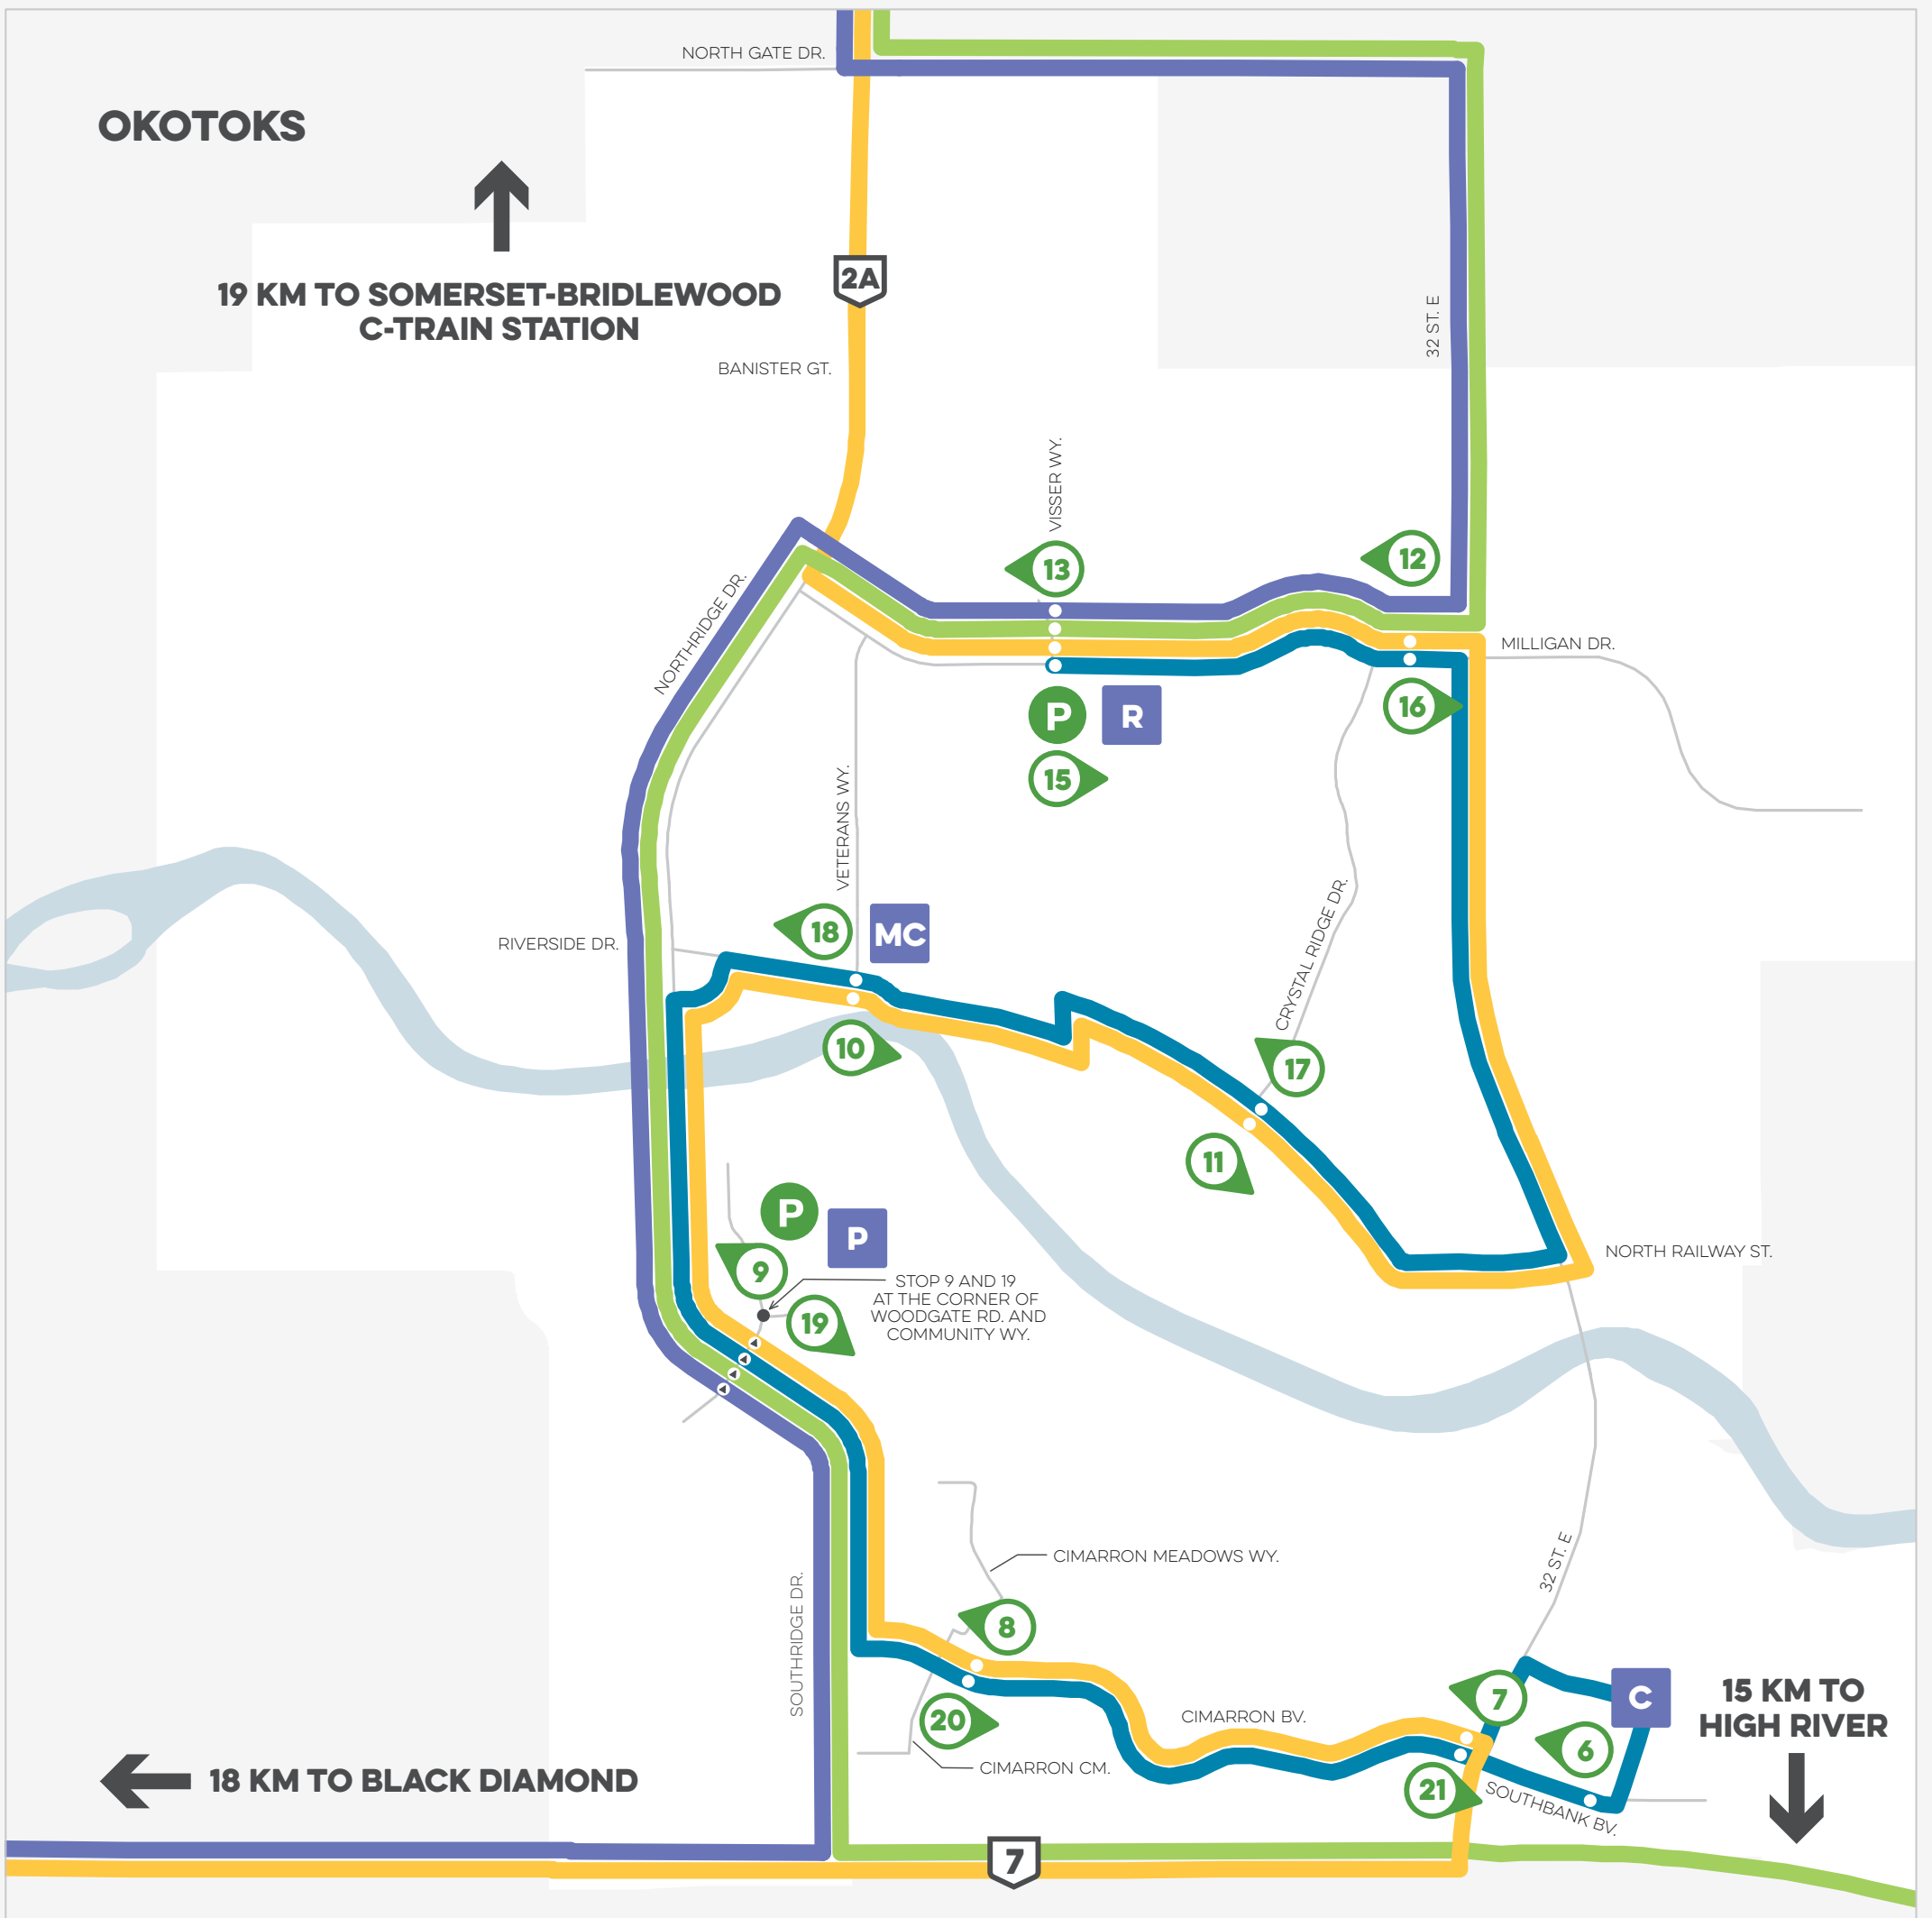 NORTH GATE DR.
OKOTOKS
19 KM TO SOMERSET-BRIDLEWOOD
C-TRAIN STATION
2A
32 ST. E
BANISTER GT.
VISSER WY.
12
13
NORTHRIDGE DR.
MILLIGAN DR.
16
P
R
15
VETERANS WY.
CRYSTAL RIDGE DR.
18
MC
RIVERSIDE DR.
10
17
11
P
P
9
NORTH RAILWAY ST.
STOP 9 AND 19
AT THE CORNER OF
WOODGATE RD. AND
COMMUNITY WY.
19
CIMARRON MEADOWS WY.
32 ST. E
SOUTHRIDGE DR.
8
20
CIMARRON BV.
7
C
6
15 KM TO
HIGH RIVER
CIMARRON CM.
21
SOUTHBANK BV.
18 KM TO BLACK DIAMOND
7